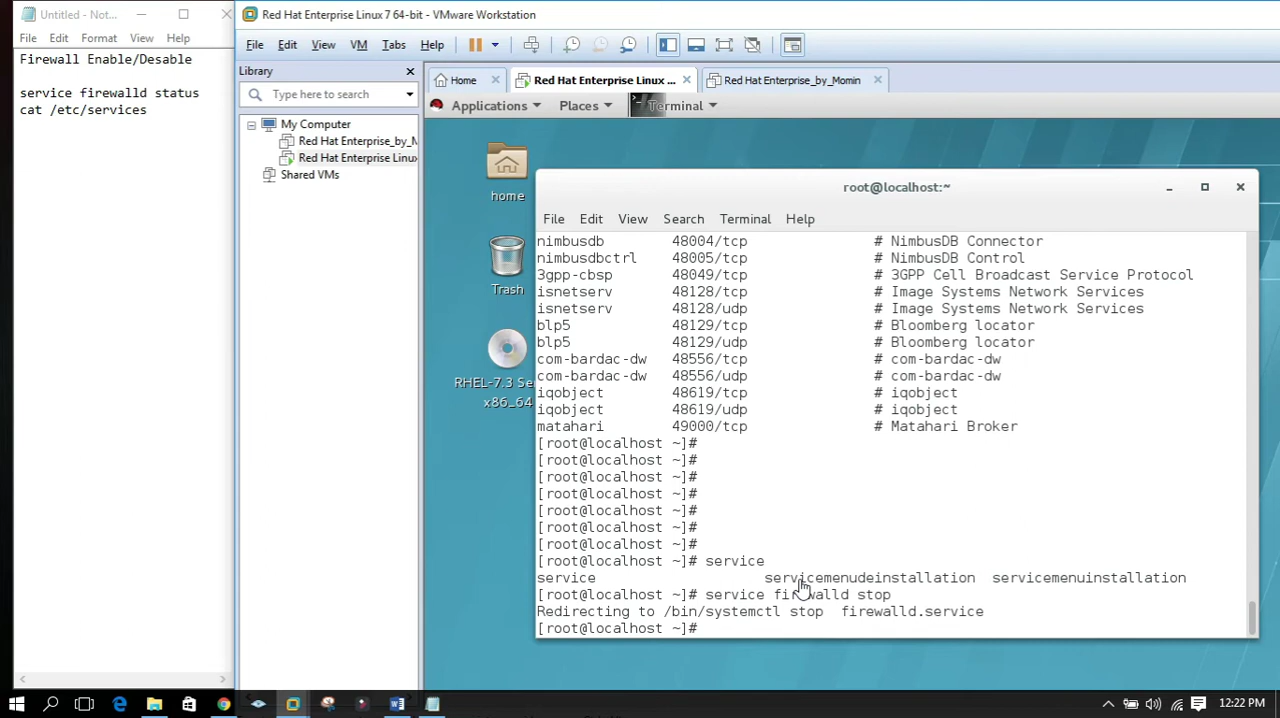 Untitled - Not...
File Edit Format View Help
Firewall Enable/Disable
service firewalld status
cat /etc/services
Red Hat Enterprise Linux 7 64-bit - VMware Workstation
File Edit View VM Tabs Help
Library
Type here to search
My Computer
Red Hat Enterprise_by_M
Red Hat Enterprise Linux
Shared VMs
Home
Red Hat Enterprise Linux ...
Red Hat Enterprise_by_Momin
Applications Places Terminal
home
Trash
RHEL-7.3 Se
x86_64
root@localhost:~
File Edit View Search Terminal Help
nimbusdb 48004/tcp # NimbusDB Connector
nimbusdbctrl 48005/tcp # NimbusDB Control
3gpp-cbsp 48049/tcp # 3GPP Cell Broadcast Service Protocol
isnetserv 48128/tcp # Image Systems Network Services
isnetserv 48128/udp # Image Systems Network Services
blp5 48129/tcp # Bloomberg locator
blp5 48129/udp # Bloomberg locator
com-bardac-dw 48556/tcp # com-bardac-dw
com-bardac-dw 48556/udp # com-bardac-dw
iqobject 48619/tcp # iqobject
iqobject 48619/udp # iqobject
matahari 49000/tcp # Matahari Broker
[root@localhost ~]#
[root@localhost ~]#
[root@localhost ~]#
[root@localhost ~]#
[root@localhost ~]#
[root@localhost ~]#
[root@localhost ~]#
[root@localhost ~]# service
service servicemenudeinstallation servicemenuinstallation
[root@localhost ~]# service firewalld stop
Redirecting to /bin/systemctl stop firewalld.service
[root@localhost ~]#
12:22 PM